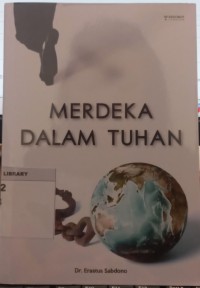 MERDEKA
DALAM TUHAN
LIBRARY
2
Dr. Erastus Sabdono